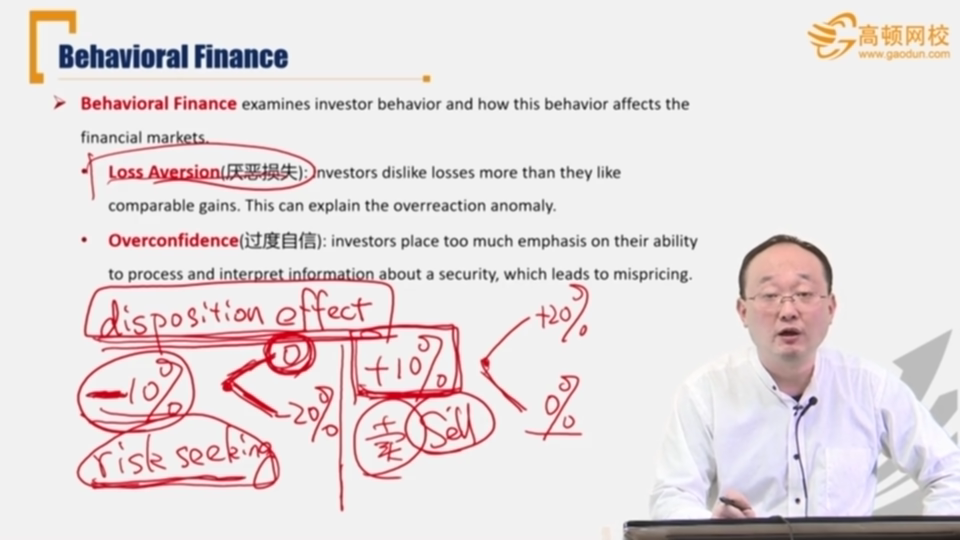 Behavioral Finance
高顿网校
www.gaodun.com
➤ Behavioral Finance examines investor behavior and how this behavior affects the
financial markets.
• Loss Aversion(厌恶损失): investors dislike losses more than they like
comparable gains. This can explain the overreaction anomaly.
• Overconfidence(过度自信): investors place too much emphasis on their ability
to process and interpret information about a security, which leads to mispricing.
disposition effect
-10%
0
-20%
+10%
+20%
0%
risk seeking
卖
Sell